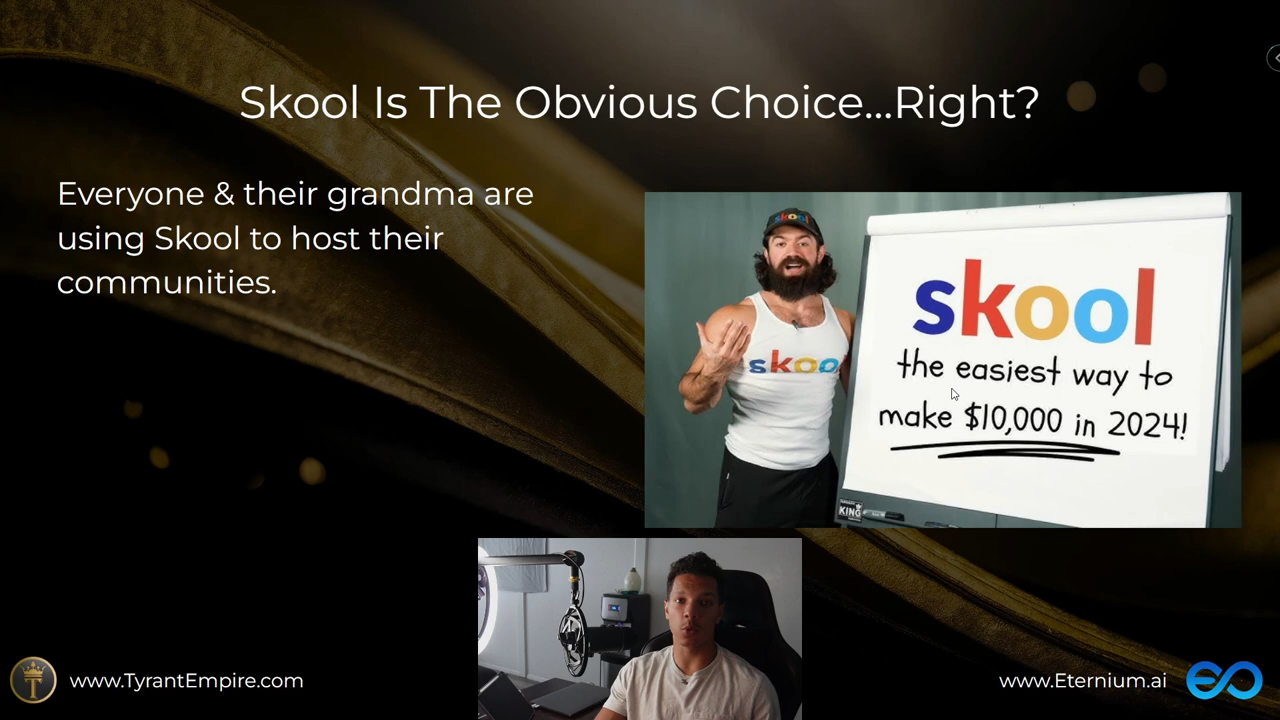 Skool Is The Obvious Choice...Right?
Everyone & their grandma are
using Skool to host their
communities.
skool
skool
skool
the easiest way to
make $10,000 in 2024!
KING
T
www.TyrantEmpire.com
www.Eternium.ai